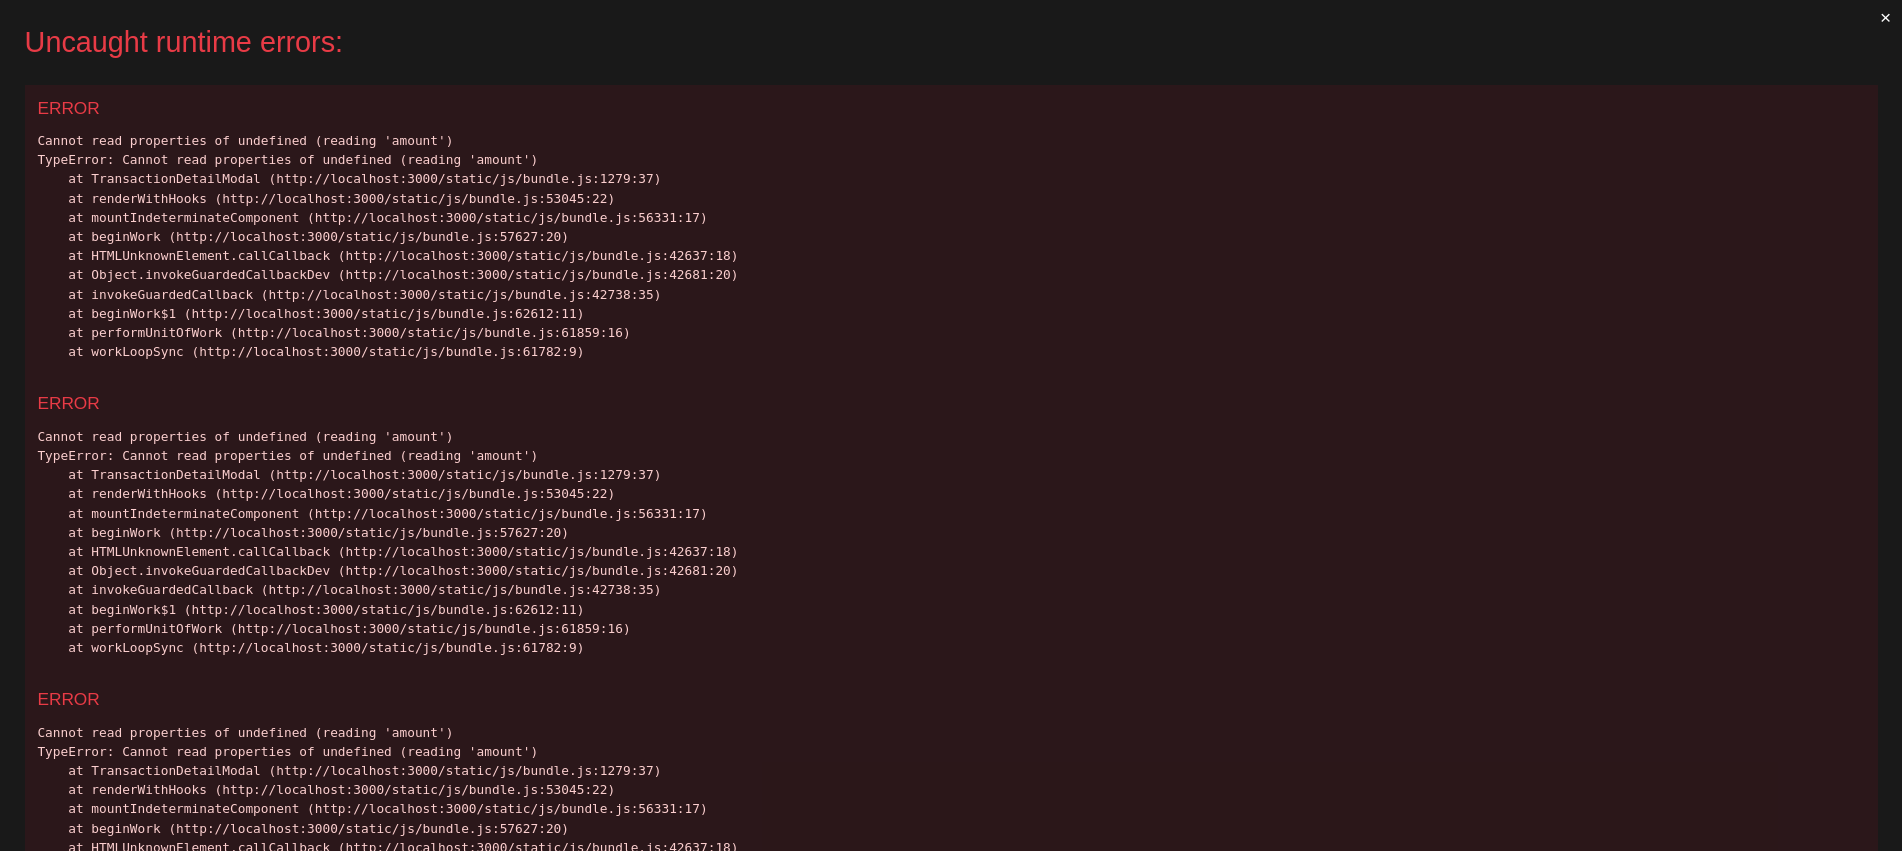 ×
Uncaught runtime errors:
ERROR
Cannot read properties of undefined (reading 'amount')
TypeError: Cannot read properties of undefined (reading 'amount')
    at TransactionDetailModal (http://localhost:3000/static/js/bundle.js:1279:37)
    at renderWithHooks (http://localhost:3000/static/js/bundle.js:53045:22)
    at mountIndeterminateComponent (http://localhost:3000/static/js/bundle.js:56331:17)
    at beginWork (http://localhost:3000/static/js/bundle.js:57627:20)
    at HTMLUnknownElement.callCallback (http://localhost:3000/static/js/bundle.js:42637:18)
    at Object.invokeGuardedCallbackDev (http://localhost:3000/static/js/bundle.js:42681:20)
    at invokeGuardedCallback (http://localhost:3000/static/js/bundle.js:42738:35)
    at beginWork$1 (http://localhost:3000/static/js/bundle.js:62612:11)
    at performUnitOfWork (http://localhost:3000/static/js/bundle.js:61859:16)
    at workLoopSync (http://localhost:3000/static/js/bundle.js:61782:9)
ERROR
Cannot read properties of undefined (reading 'amount')
TypeError: Cannot read properties of undefined (reading 'amount')
    at TransactionDetailModal (http://localhost:3000/static/js/bundle.js:1279:37)
    at renderWithHooks (http://localhost:3000/static/js/bundle.js:53045:22)
    at mountIndeterminateComponent (http://localhost:3000/static/js/bundle.js:56331:17)
    at beginWork (http://localhost:3000/static/js/bundle.js:57627:20)
    at HTMLUnknownElement.callCallback (http://localhost:3000/static/js/bundle.js:42637:18)
    at Object.invokeGuardedCallbackDev (http://localhost:3000/static/js/bundle.js:42681:20)
    at invokeGuardedCallback (http://localhost:3000/static/js/bundle.js:42738:35)
    at beginWork$1 (http://localhost:3000/static/js/bundle.js:62612:11)
    at performUnitOfWork (http://localhost:3000/static/js/bundle.js:61859:16)
    at workLoopSync (http://localhost:3000/static/js/bundle.js:61782:9)
ERROR
Cannot read properties of undefined (reading 'amount')
TypeError: Cannot read properties of undefined (reading 'amount')
    at TransactionDetailModal (http://localhost:3000/static/js/bundle.js:1279:37)
    at renderWithHooks (http://localhost:3000/static/js/bundle.js:53045:22)
    at mountIndeterminateComponent (http://localhost:3000/static/js/bundle.js:56331:17)
    at beginWork (http://localhost:3000/static/js/bundle.js:57627:20)
    at HTMLUnknownElement.callCallback (http://localhost:3000/static/js/bundle.js:42637:18)